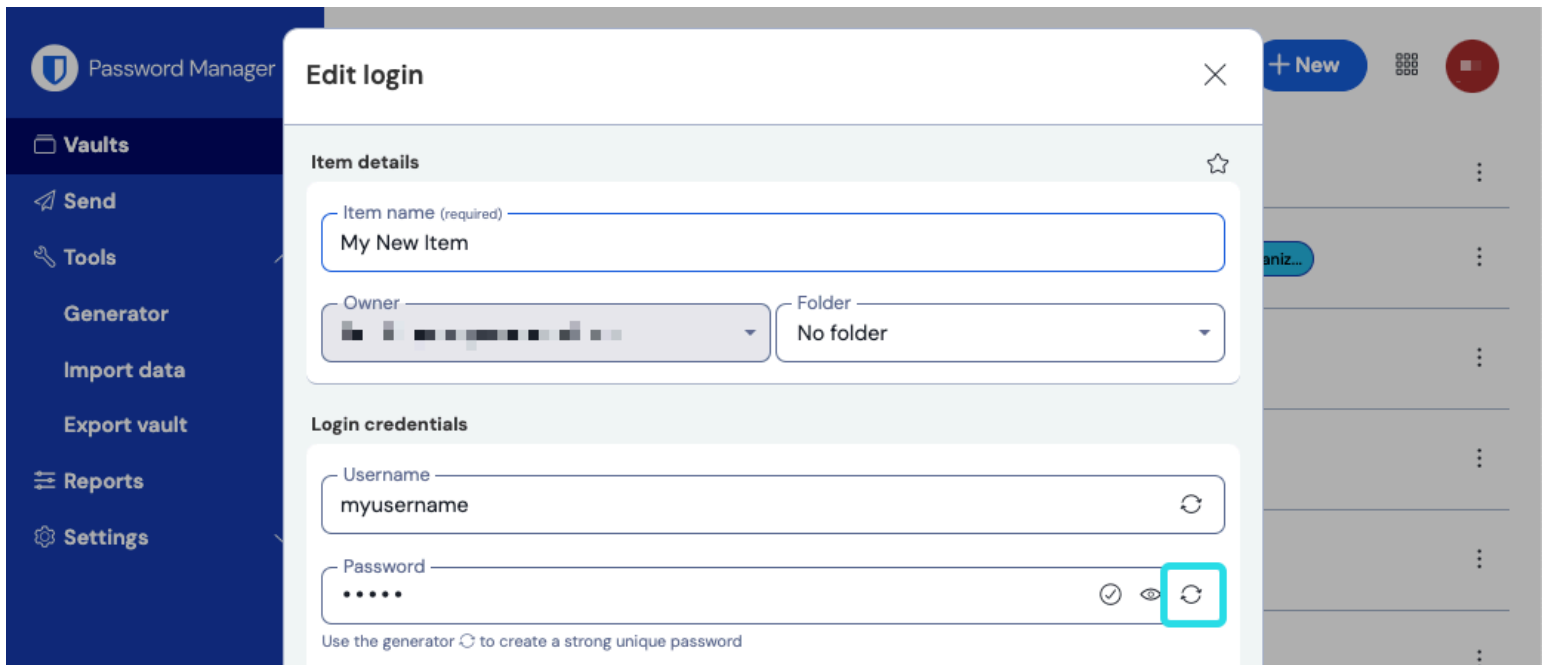 Password Manager
Edit login
+ New
Vaults
Item details
Send
Item name (required)
My New Item
Tools
aniz...
Owner
Folder
No folder
Generator
Import data
Export vault
Login credentials
Reports
Username
myusername
Settings
Password
•••••
Use the generator to create a strong unique password